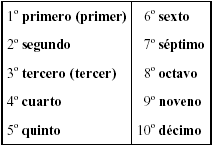 1º primero (primer)
2º segundo
3º tercero (tercer)
4º cuarto
5º quinto
6º sexto
7º séptimo
8º octavo
9º noveno
10º décimo